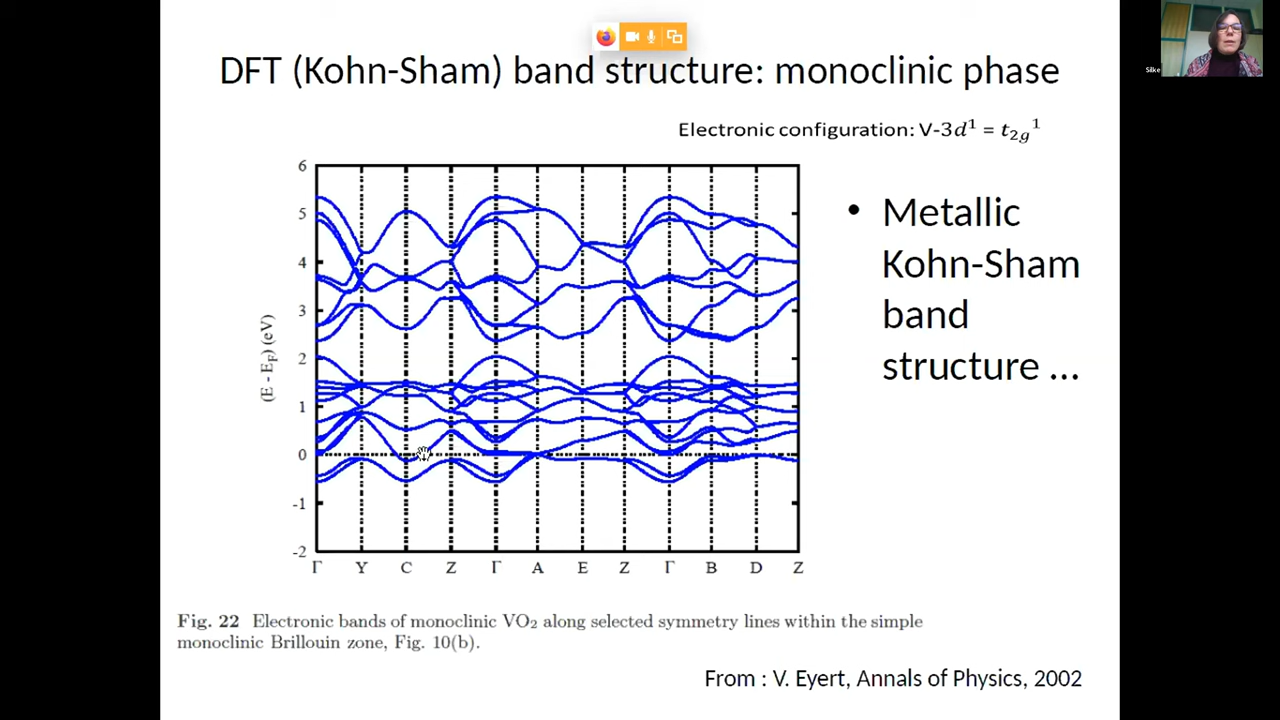 DFT (Kohn-Sham) band structure: monoclinic phase
Silke
Electronic configuration: V-3d¹ = t₂g¹
6
5
4
3
2
1
0
-1
-2
(E - E_F) (eV)
Γ Y C Z Γ A E Z Γ B D Z
• Metallic
Kohn-Sham
band
structure ...
Fig. 22 Electronic bands of monoclinic VO₂ along selected symmetry lines within the simple
monoclinic Brillouin zone, Fig. 10(b).
From : V. Eyert, Annals of Physics, 2002